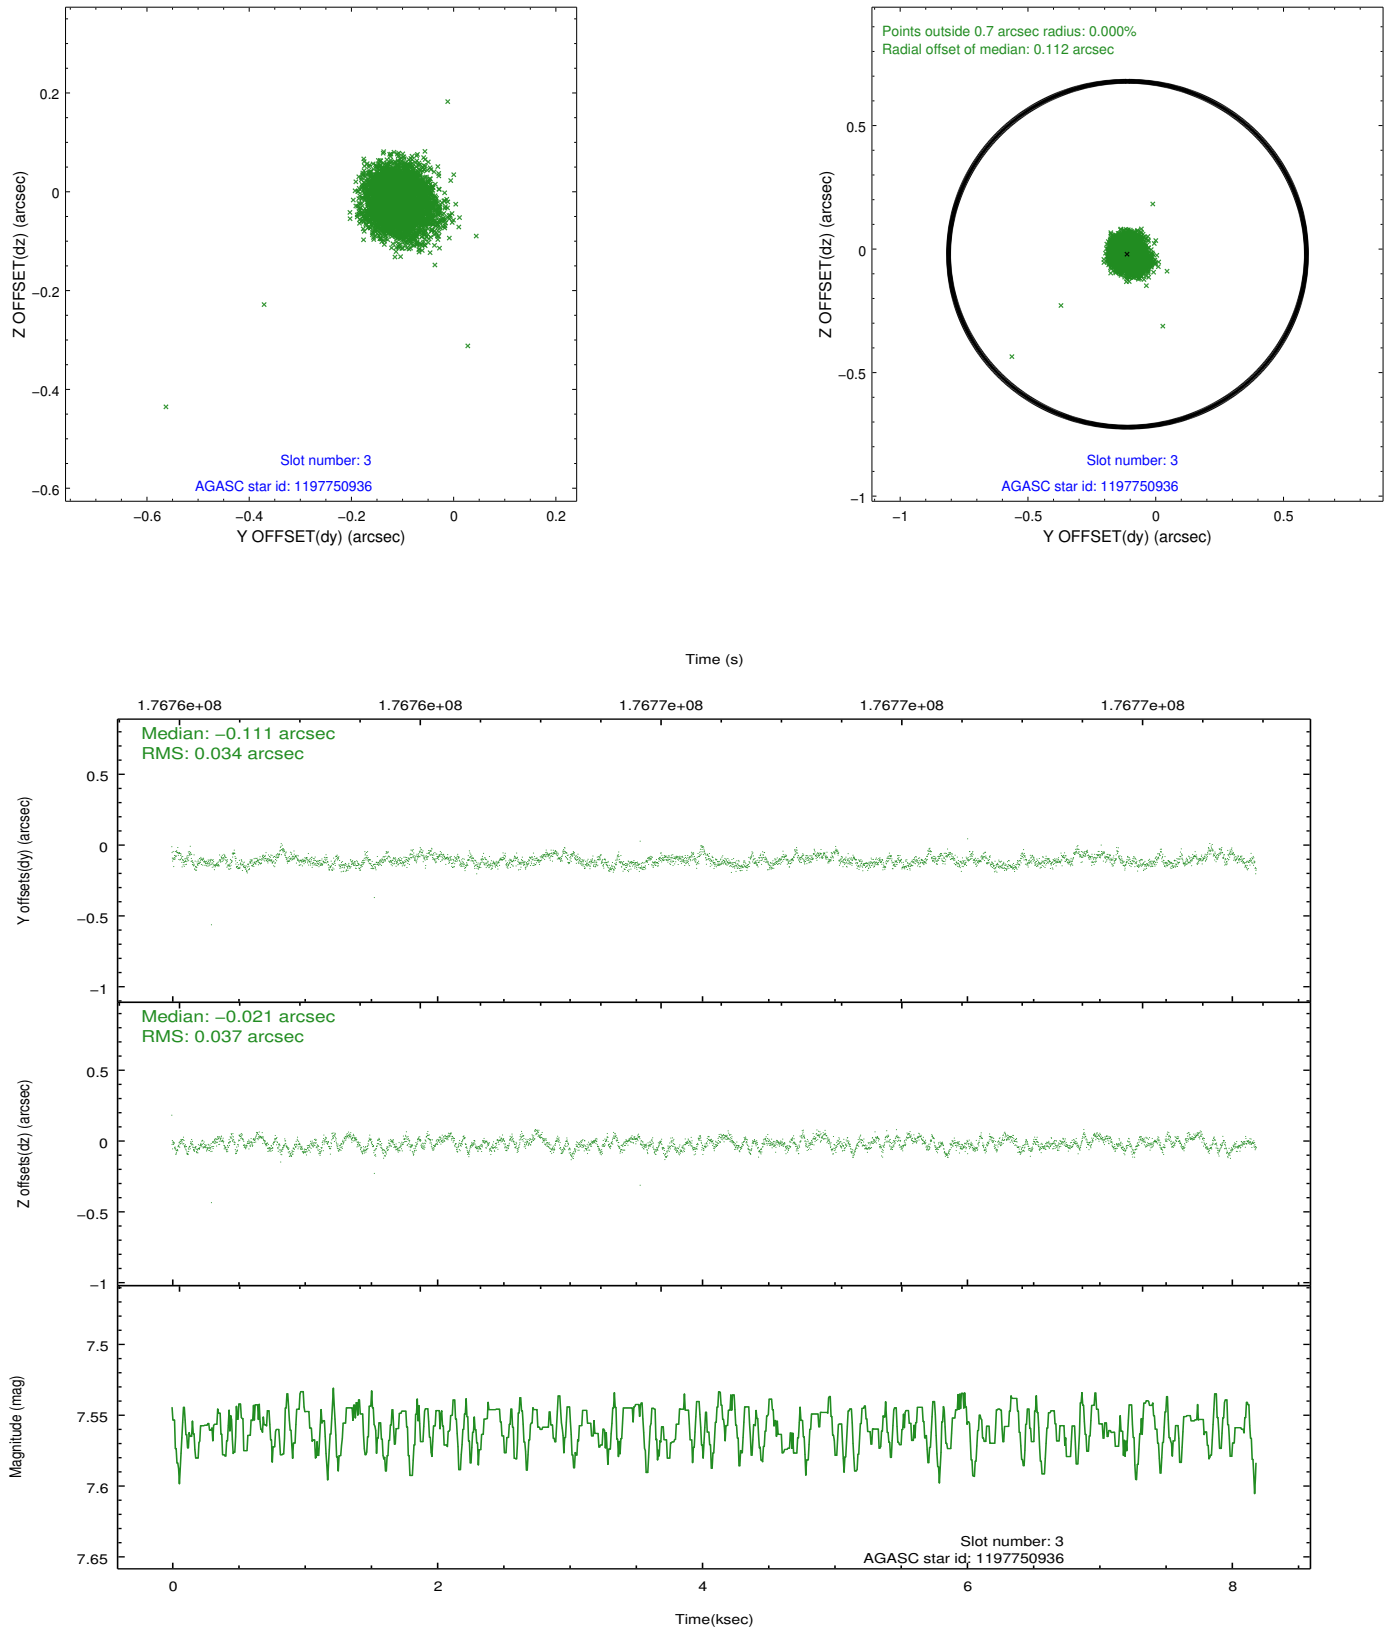 0.2
0
−0.2
−0.4
−0.6
Z OFFSET(dz) (arcsec)
Slot number: 3
AGASC star id: 1197750936
−0.6
−0.4
−0.2
0
0.2
Y OFFSET(dy) (arcsec)
Points outside 0.7 arcsec radius: 0.000%
Radial offset of median: 0.112 arcsec
0.5
0
−0.5
−1
Z OFFSET(dz) (arcsec)
Slot number: 3
AGASC star id: 1197750936
−1
−0.5
0
0.5
Y OFFSET(dy) (arcsec)
Time (s)
1.7676e+08
1.7676e+08
1.7677e+08
1.7677e+08
1.7677e+08
Median: −0.111 arcsec
RMS: 0.034 arcsec
0.5
0
−0.5
−1
Y offsets(dy) (arcsec)
Median: −0.021 arcsec
RMS: 0.037 arcsec
0.5
0
−0.5
−1
Z offsets(dz) (arcsec)
7.5
7.55
7.6
7.65
Magnitude (mag)
Slot number: 3
AGASC star id: 1197750936
0
2
4
6
8
Time(ksec)